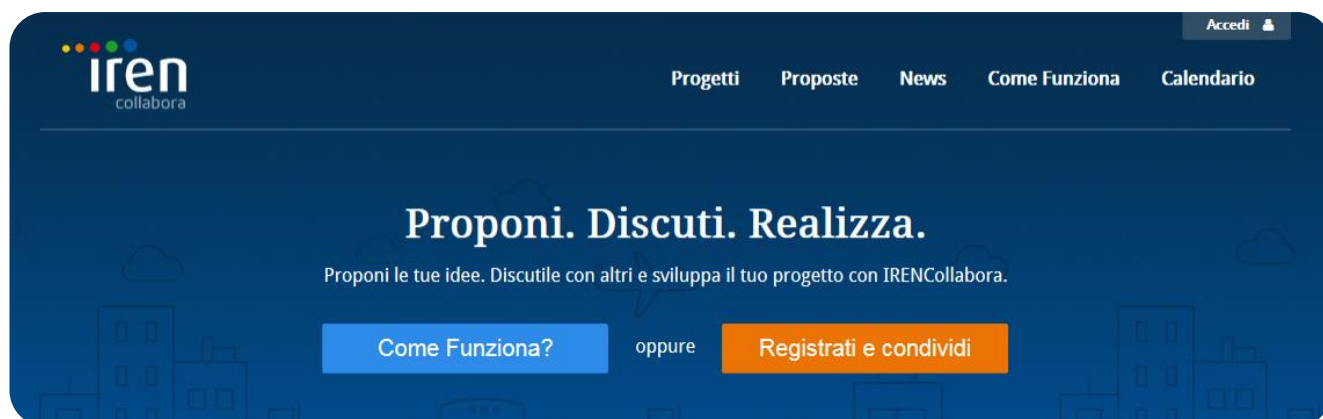 Accedi
iren
collabora
Progetti Proposte News Come Funziona Calendario
Proponi. Discuti. Realizza.
Proponi le tue idee. Discutile con altri e sviluppa il tuo progetto con IRENCollabora.
Come Funziona? oppure Registrati e condividi